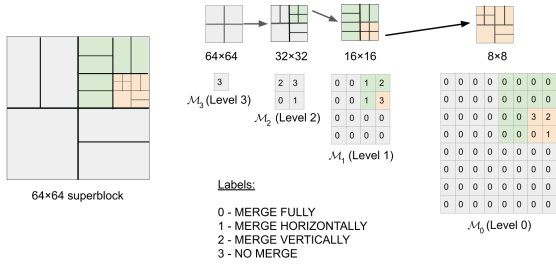 64×64
32×32
16×16
8×8
3
M₃ (Level 3)
2 3
0 1
M₂ (Level 2)
0 0 1 2
0 0 1 3
0 0 0 0
0 0 0 0
M₁ (Level 1)
0 0 0 0 0 0 0 0
0 0 0 0 0 0 0 0
0 0 0 0 0 0 3 2
0 0 0 0 0 0 0 1
0 0 0 0 0 0 0 0
0 0 0 0 0 0 0 0
0 0 0 0 0 0 0 0
0 0 0 0 0 0 0 0
M₀ (Level 0)
64×64 superblock
Labels:
0 - MERGE FULLY
1 - MERGE HORIZONTALLY
2 - MERGE VERTICALLY
3 - NO MERGE